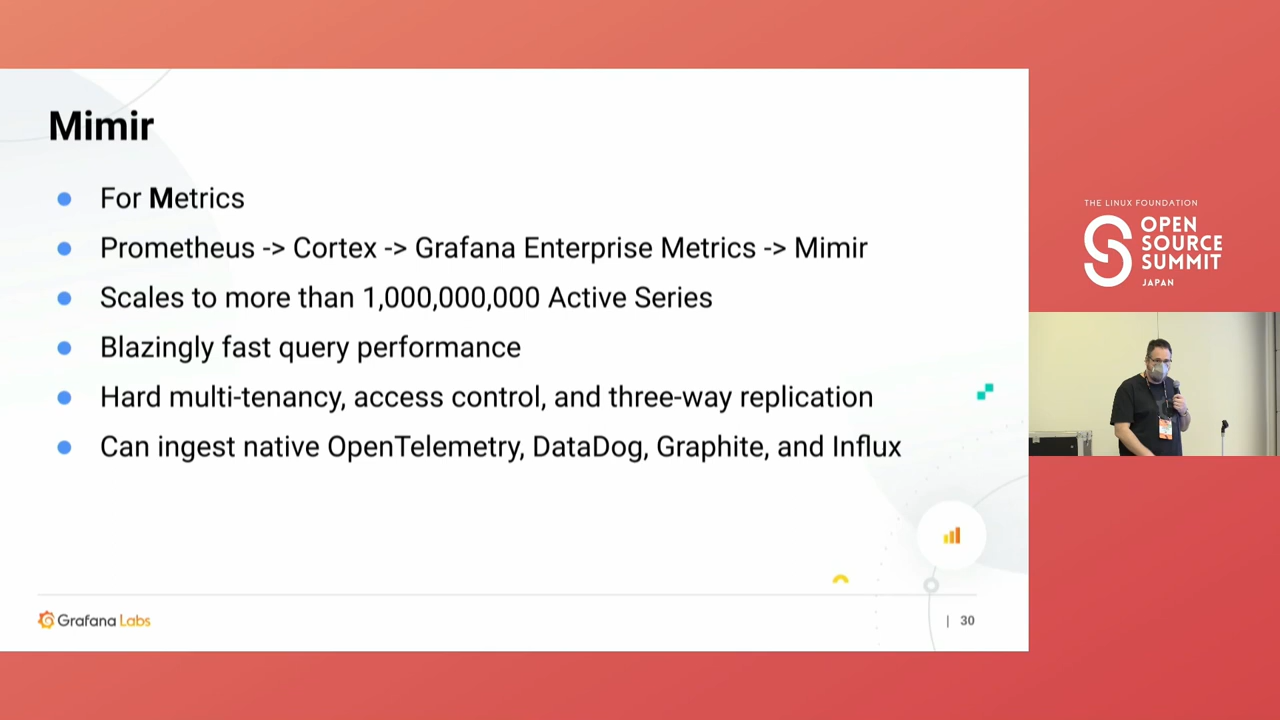 Mimir
For Metrics
Prometheus -> Cortex -> Grafana Enterprise Metrics -> Mimir
Scales to more than 1,000,000,000 Active Series
Blazingly fast query performance
Hard multi-tenancy, access control, and three-way replication
Can ingest native OpenTelemetry, DataDog, Graphite, and Influx
Grafana Labs
| 30
THE LINUX FOUNDATION
OPEN
SOURCE
SUMMIT
JAPAN